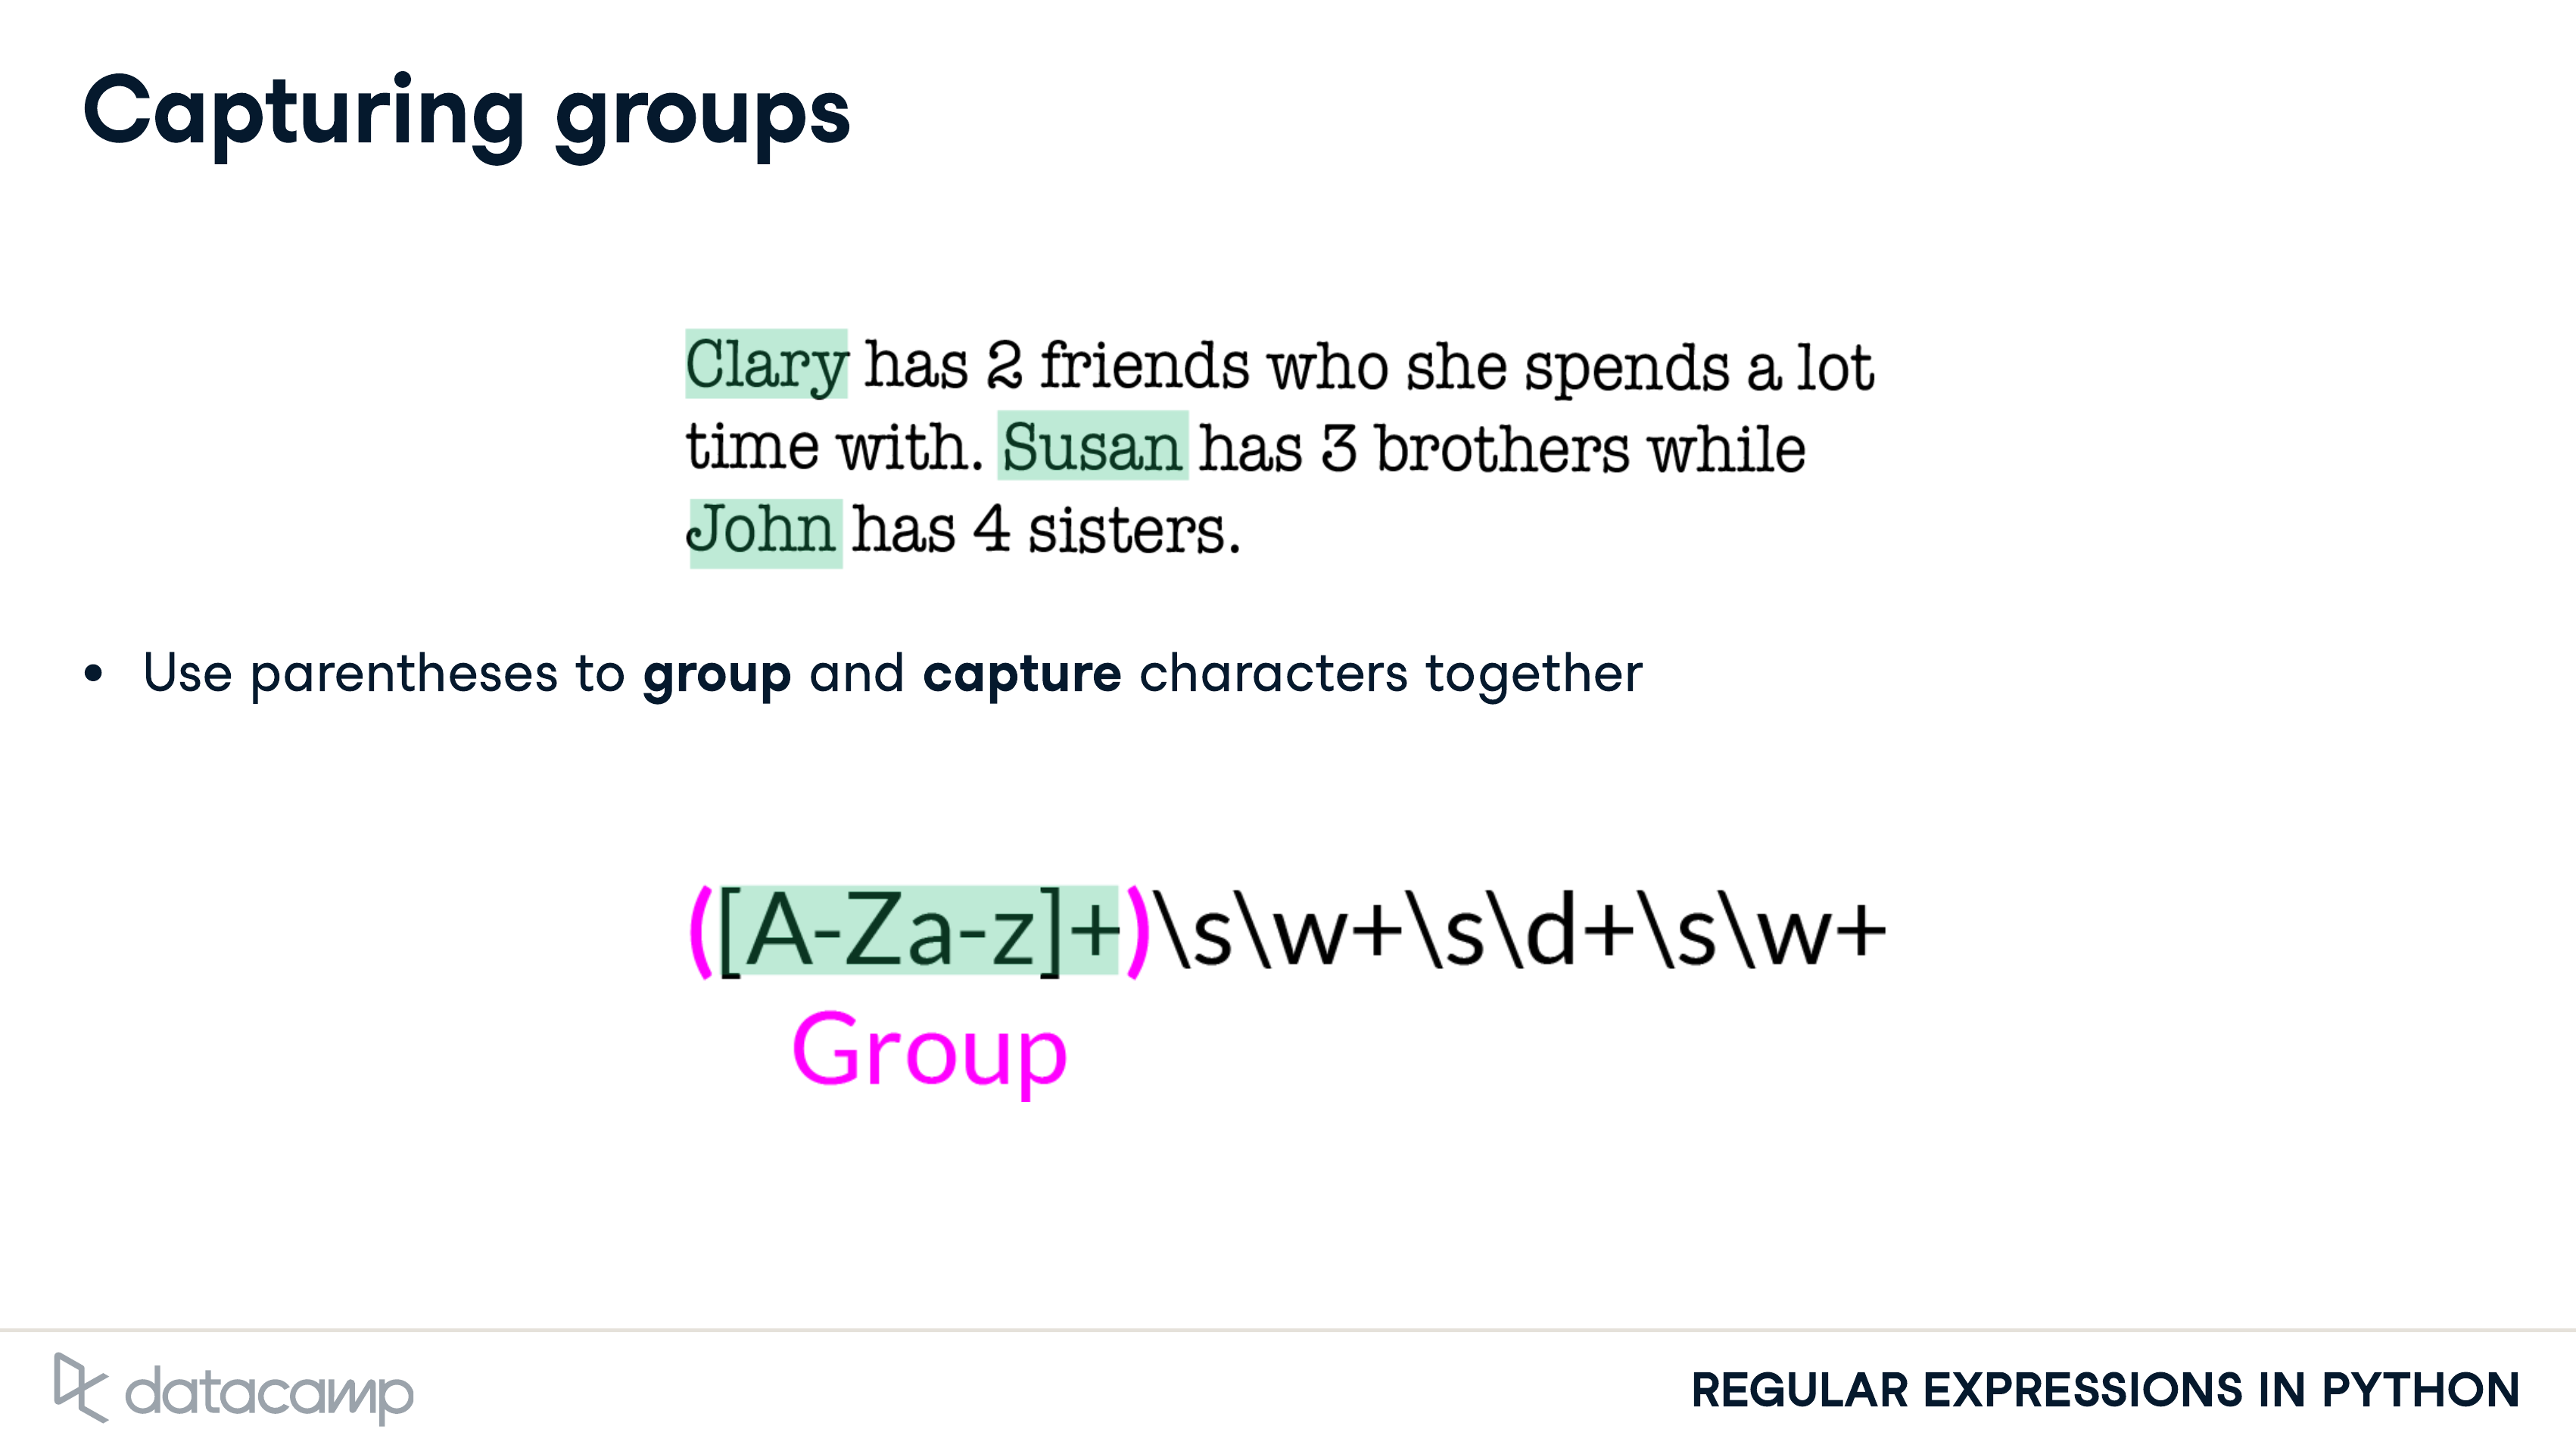 Capturing groups
Clary has 2 friends who she spends a lot
time with. Susan has 3 brothers while
John has 4 sisters.
• Use parentheses to group and capture characters together
([A-Za-z]+)\s\w+\s\d+\s\w+
Group
datacamp
REGULAR EXPRESSIONS IN PYTHON